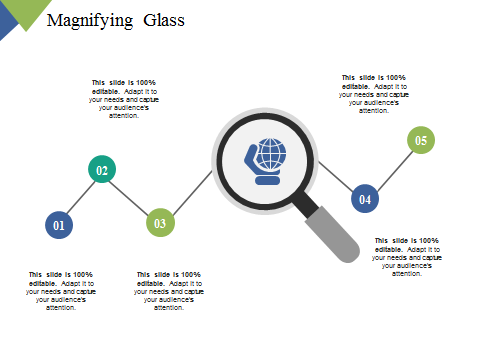 Magnifying Glass
This slide is 100%
editable. Adapt it to
your needs and capture
your audience's
attention.
This slide is 100%
editable. Adapt it to
your needs and capture
your audience's
attention.
05
02
04
03
01
This slide is 100%
editable. Adapt it to
your needs and capture
your audience's
attention.
This slide is 100%
editable. Adapt it to
your needs and capture
your audience's
attention.
This slide is 100%
editable. Adapt it to
your needs and capture
your audience's
attention.